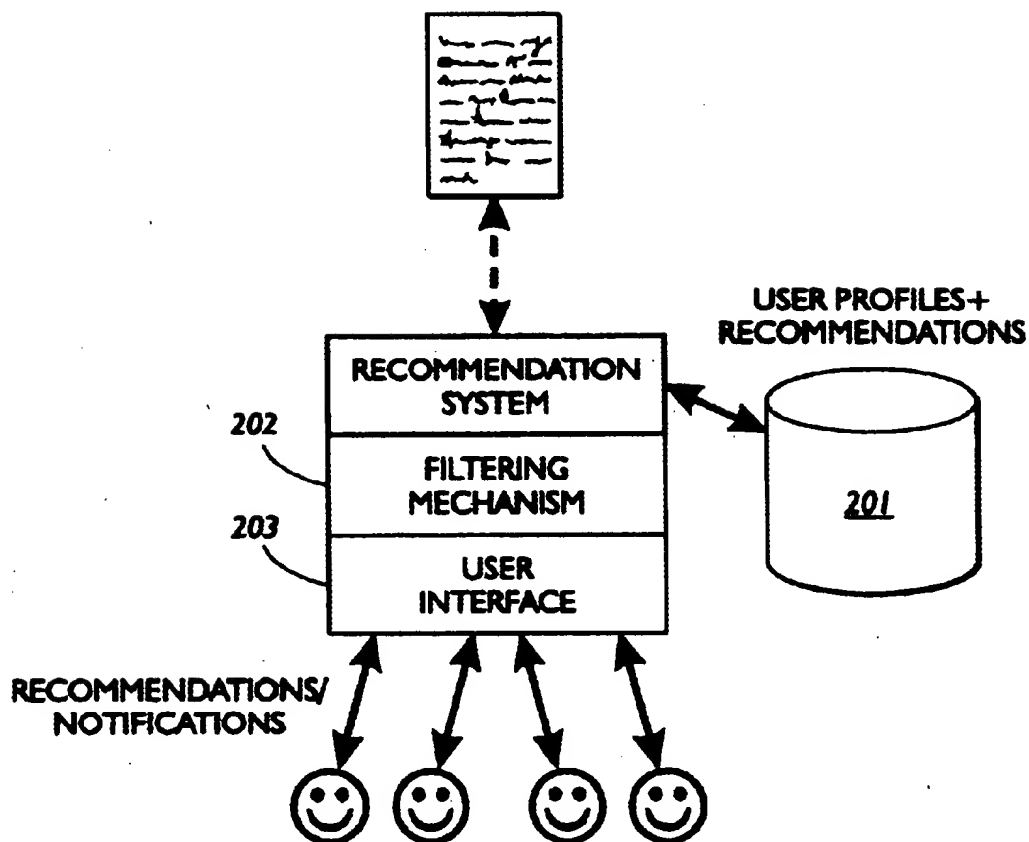 USER PROFILES+
RECOMMENDATIONS
RECOMMENDATION
SYSTEM
202
FILTERING
MECHANISM
201
203
USER
INTERFACE
RECOMMENDATIONS/
NOTIFICATIONS